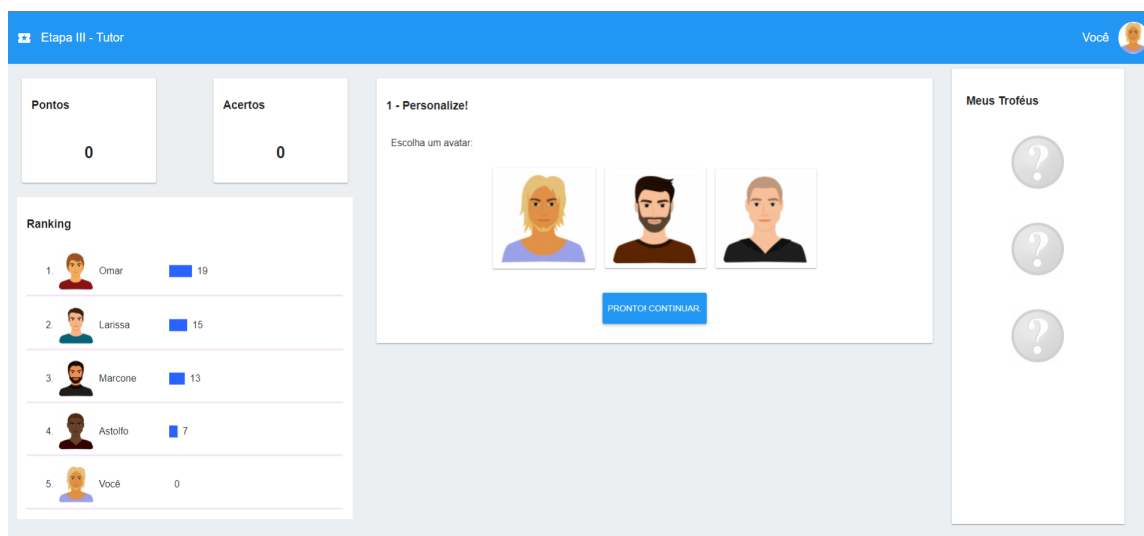 Etapa III - Tutor
Você
Pontos
0
Acertos
0
Ranking
1. Omar 19
2. Larissa 15
3. Marcone 13
4. Astolfo 7
5. Você 0
1 - Personalize!
Escolha um avatar:
PRONTO! CONTINUAR.
Meus Troféus
?
?
?